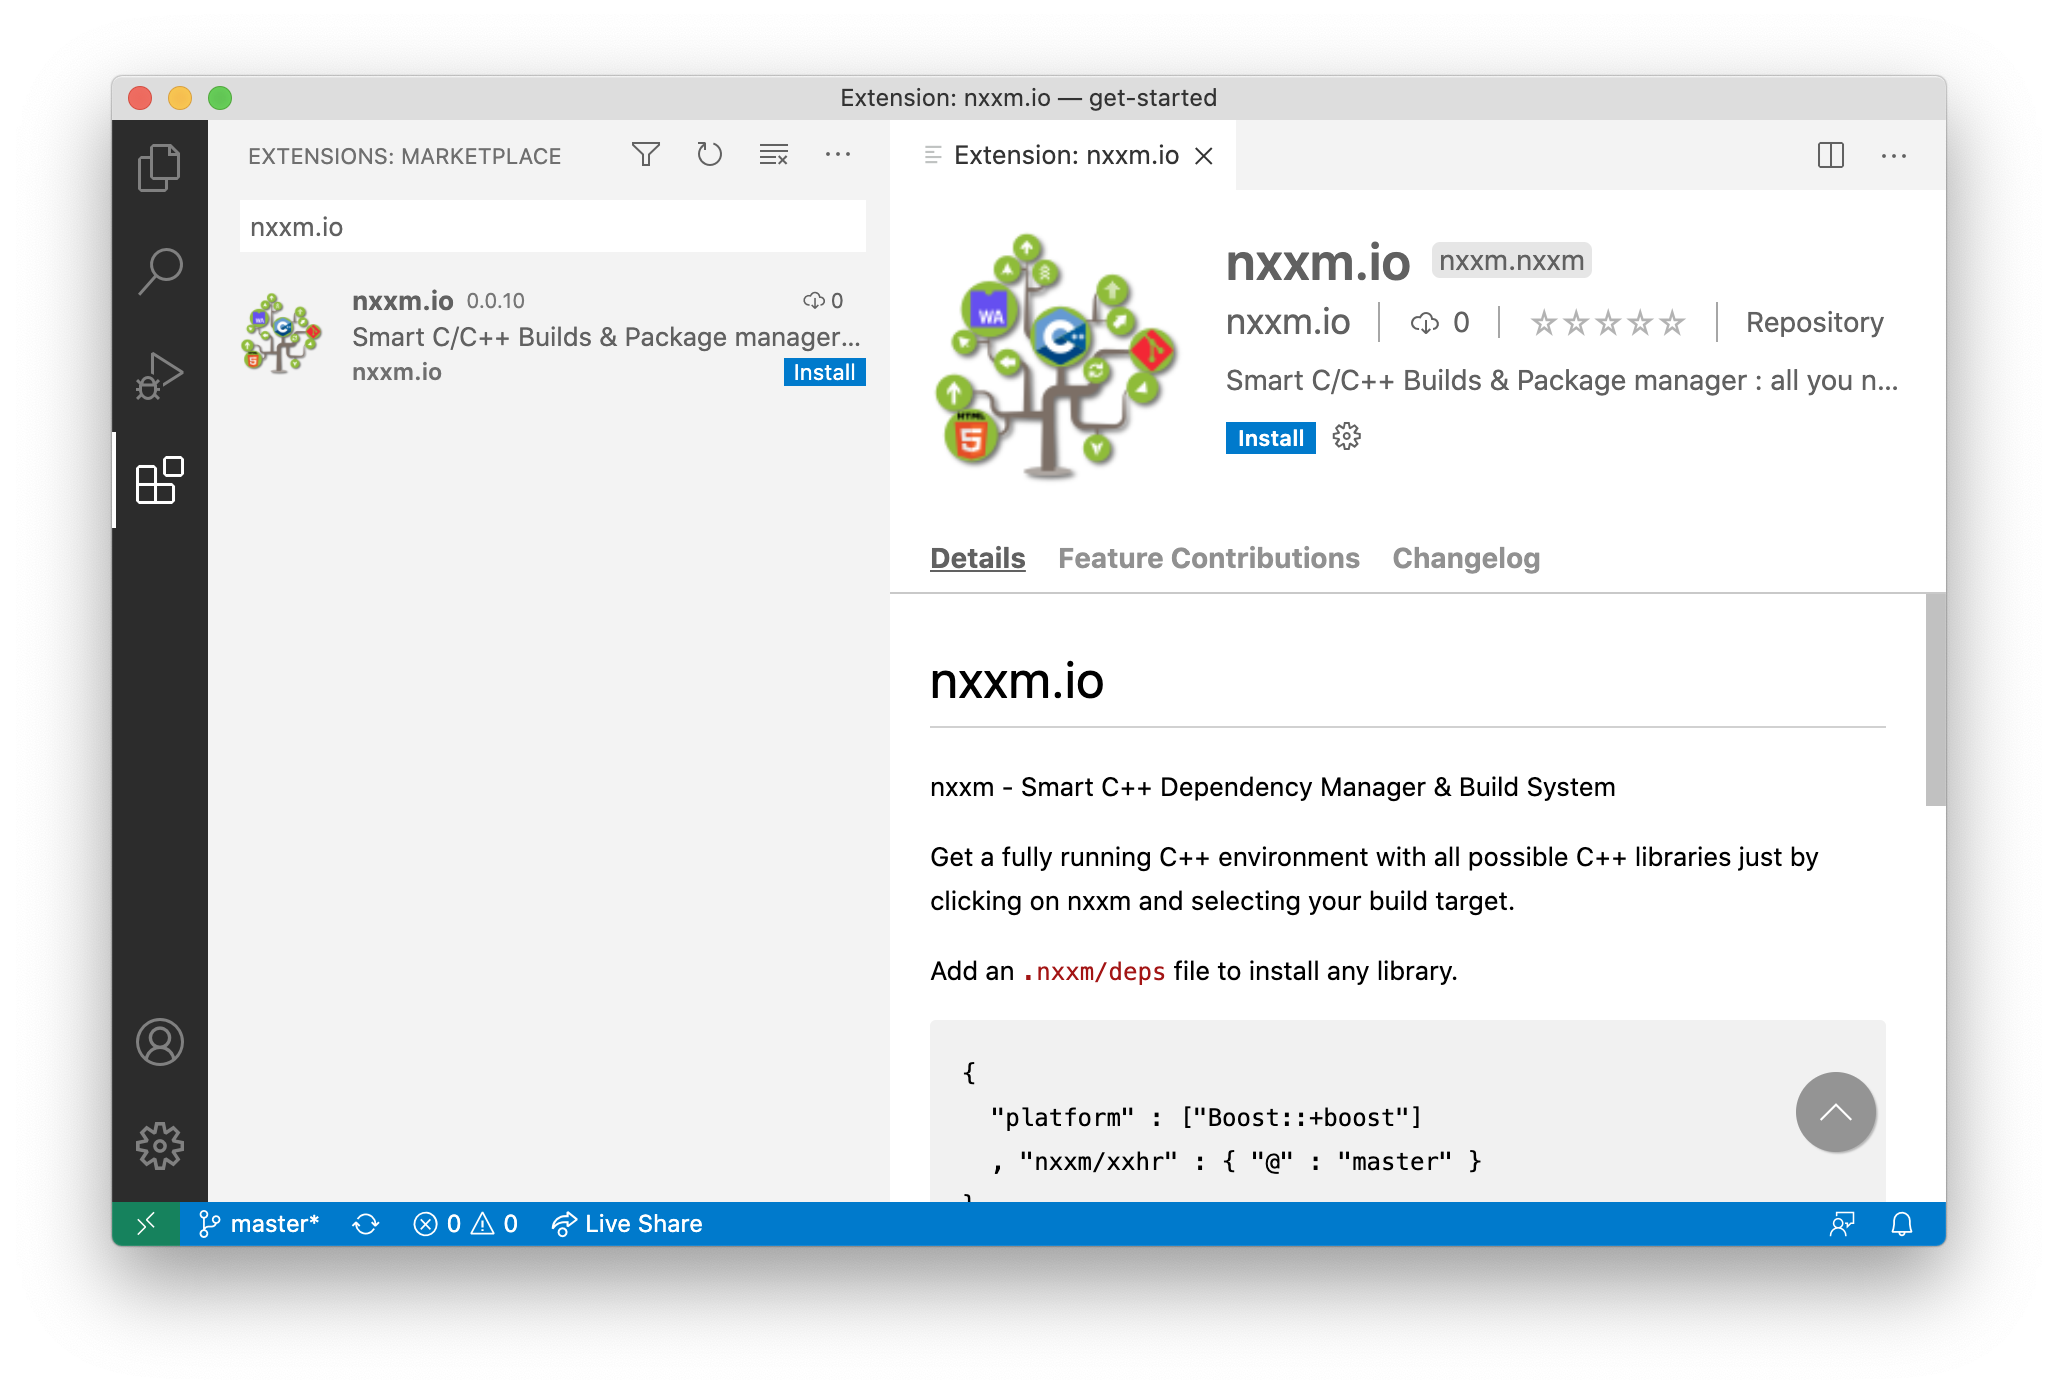 Extension: nxxm.io — get-started
EXTENSIONS: MARKETPLACE
nxxm.io
nxxm.io 0.0.10 0
Smart C/C++ Builds & Package manager...
nxxm.io Install
Extension: nxxm.io
WA
C++
HTML
5
nxxm.io nxxm.nxxm
nxxm.io 0 Repository
Smart C/C++ Builds & Package manager : all you n...
Install
Details Feature Contributions Changelog
nxxm.io
nxxm - Smart C++ Dependency Manager & Build System
Get a fully running C++ environment with all possible C++ libraries just by
clicking on nxxm and selecting your build target.
Add an .nxxm/deps file to install any library.
{
"platform" : ["Boost::+boost"]
, "nxxm/xxhr" : { "@" : "master" }
}
master* 0 0 Live Share